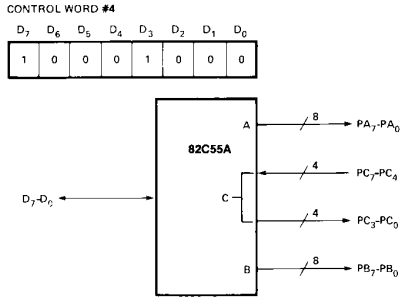 CONTROL WORD #4
D7 D6 D5 D4 D3 D2 D1 D0
1 0 0 0 1 0 0 0
82C55A
A 8 PA7-PA0
4 PC7-PC4
D7-D0 C
4 PC3-PC0
B 8 PB7-PB0